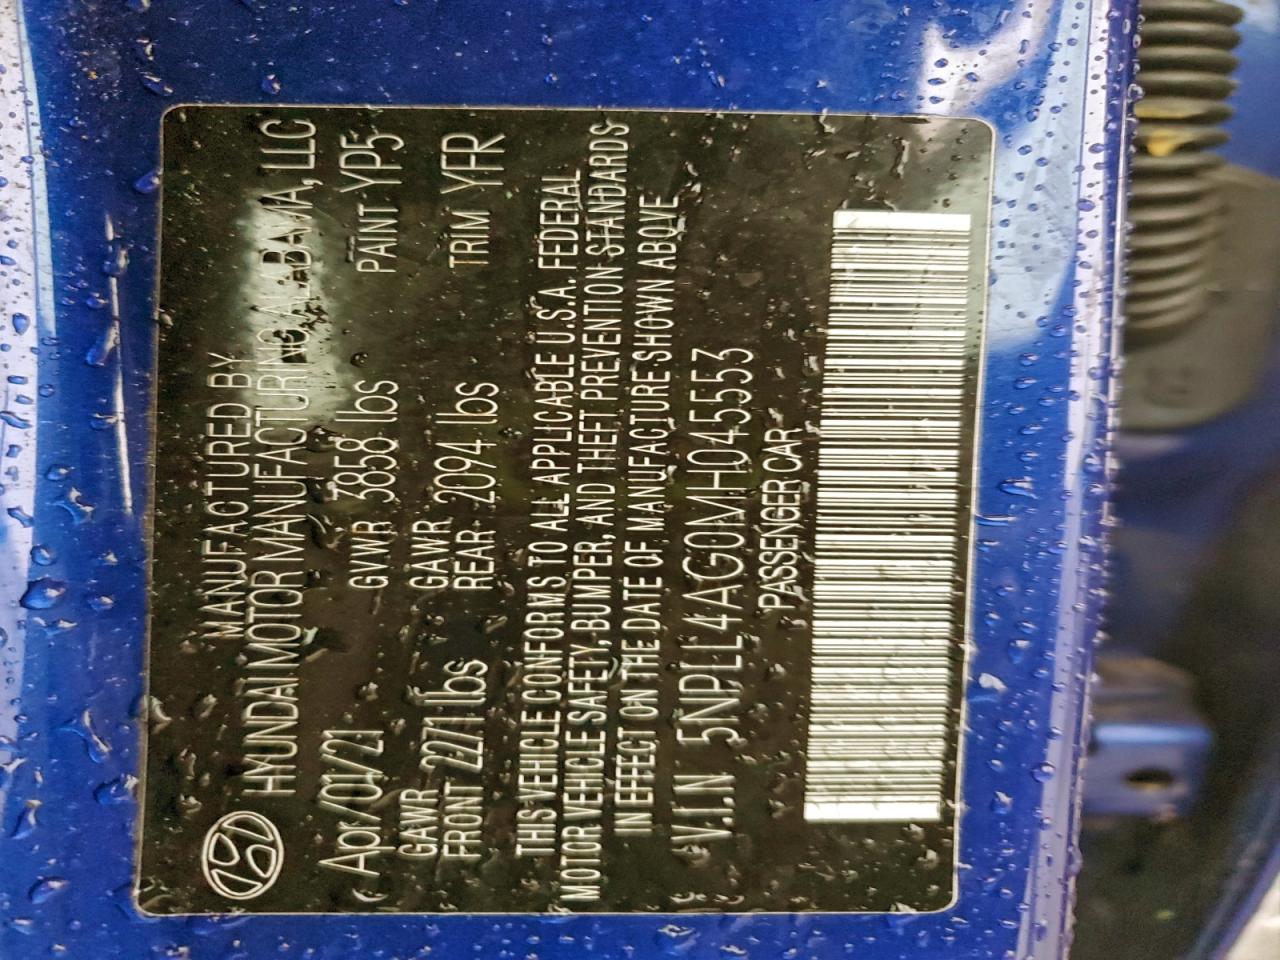 MANUFACTURED BY
HYUNDAI MOTOR MANUFACTURING ALABAMA, LLC
Apr/01/21 GVWR 3858 lbs PAINT YP5
GAWR FRONT 2271 lbs GAWR REAR 2094 lbs TRIM YFR
THIS VEHICLE CONFORMS TO ALL APPLICABLE U.S.A. FEDERAL
MOTOR VEHICLE SAFETY, BUMPER, AND THEFT PREVENTION STANDARDS
IN EFFECT ON THE DATE OF MANUFACTURE SHOWN ABOVE
V.I.N 5NPLL4AG0MH045553
PASSENGER CAR